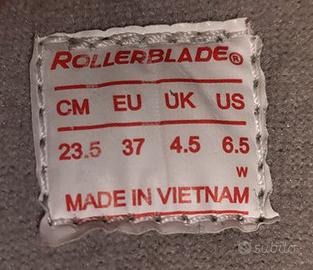 ROLLERBLADE®
CM EU UK US
23.5 37 4.5 6.5
W
MADE IN VIETNAM
subito